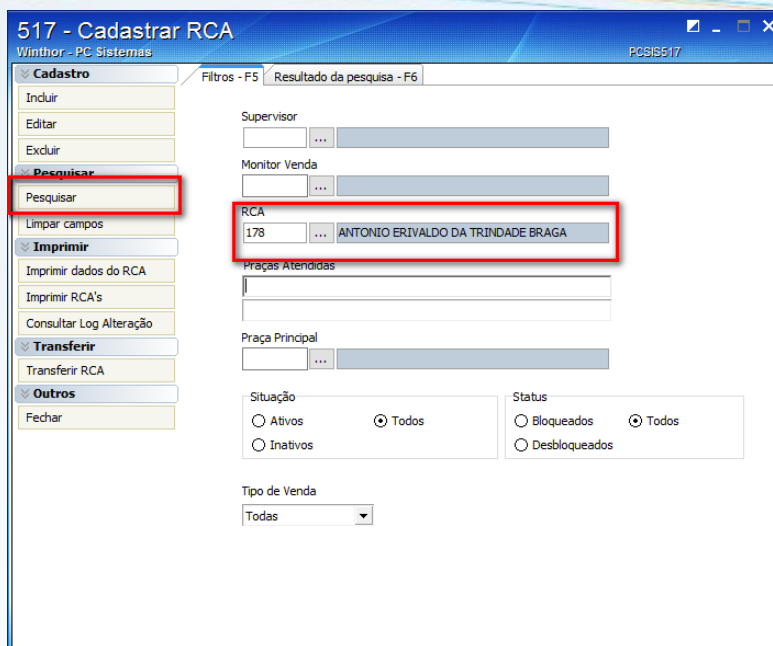 517 - Cadastrar RCA
Winthor - PC Sistemas
PCSIS517
Cadastro
Incluir
Editar
Excluir
Pesquisar
Pesquisar
Limpar campos
Imprimir
Imprimir dados do RCA
Imprimir RCA's
Consultar Log Alteração
Transferir
Transferir RCA
Outros
Fechar
Filtros - F5
Resultado da pesquisa - F6
Supervisor
...
Monitor Venda
...
RCA
178 ... ANTONIO ERIVALDO DA TRINDADE BRAGA
Praças Atendidas
Praça Principal
...
Situação
Ativos Todos
Inativos
Status
Bloqueados Todos
Desbloqueados
Tipo de Venda
Todas